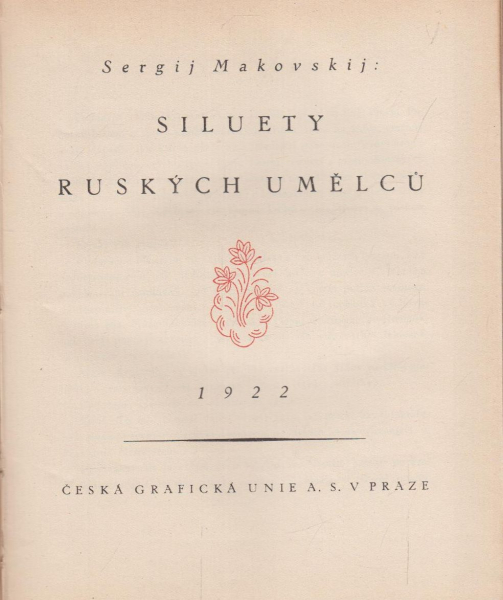 Sergij Makovskij:
SILUETY
RUSKÝCH UMĚLCŮ
1922
ČESKÁ GRAFICKÁ UNIE A. S. V PRAZE